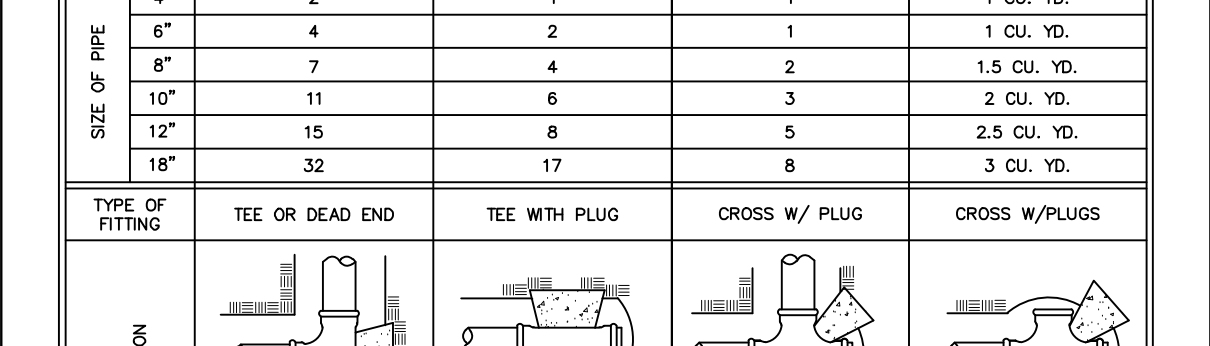 6" 4 2 1 1 CU. YD.
8" 7 4 2 1.5 CU. YD.
10" 11 6 3 2 CU. YD.
12" 15 8 5 2.5 CU. YD.
18" 32 17 8 3 CU. YD.
SIZE OF PIPE
TYPE OF
FITTING
TEE OR DEAD END
TEE WITH PLUG
CROSS W/ PLUG
CROSS W/PLUGS